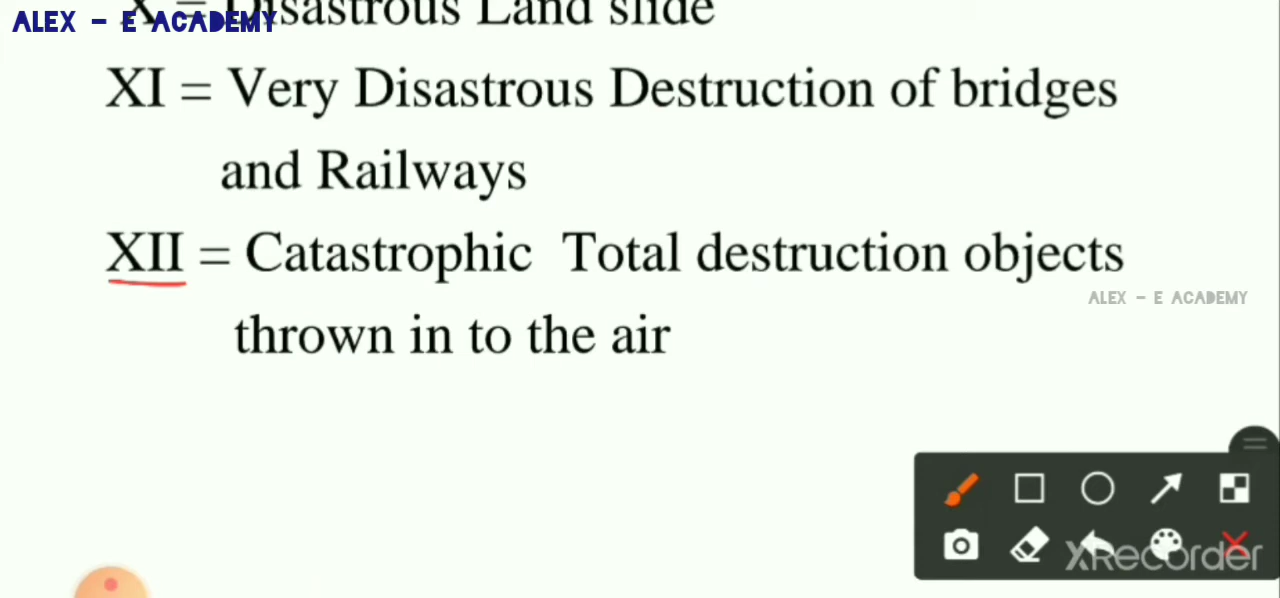 X = Disastrous Land slide
ALEX - E ACADEMY
XI = Very Disastrous Destruction of bridges
and Railways
XII = Catastrophic Total destruction objects
ALEX - E ACADEMY
thrown in to the air
XRecorder